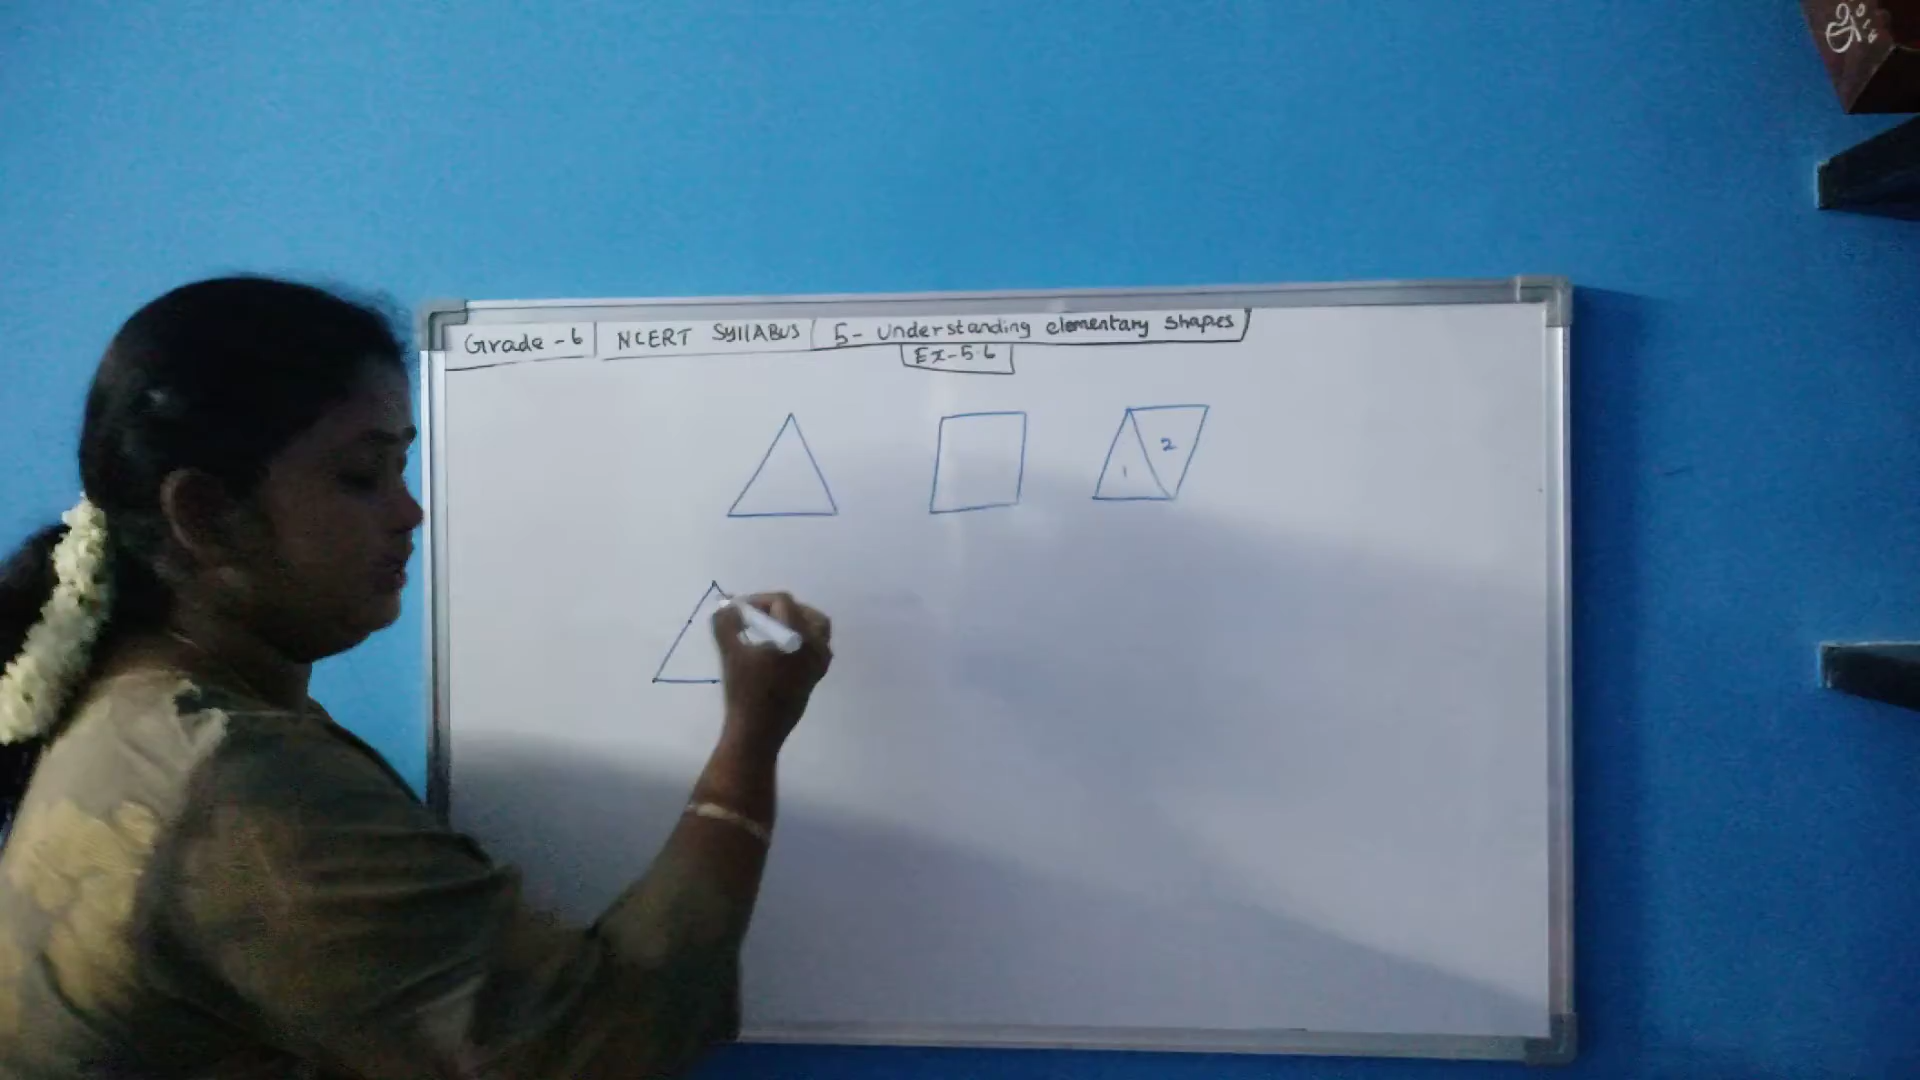 Grade - 6 NCERT SYllABUS 5 - Understanding elementary shapes
Ex - 5.6
1 2